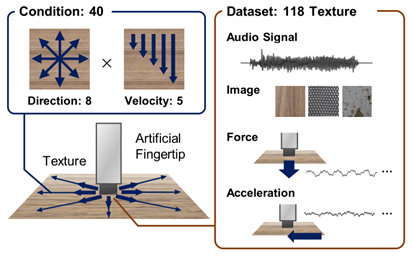 Condition: 40
Direction: 8
×
Velocity: 5
Texture
Artificial
Fingertip
Dataset: 118 Texture
Audio Signal
Image
Force
...
Acceleration
...